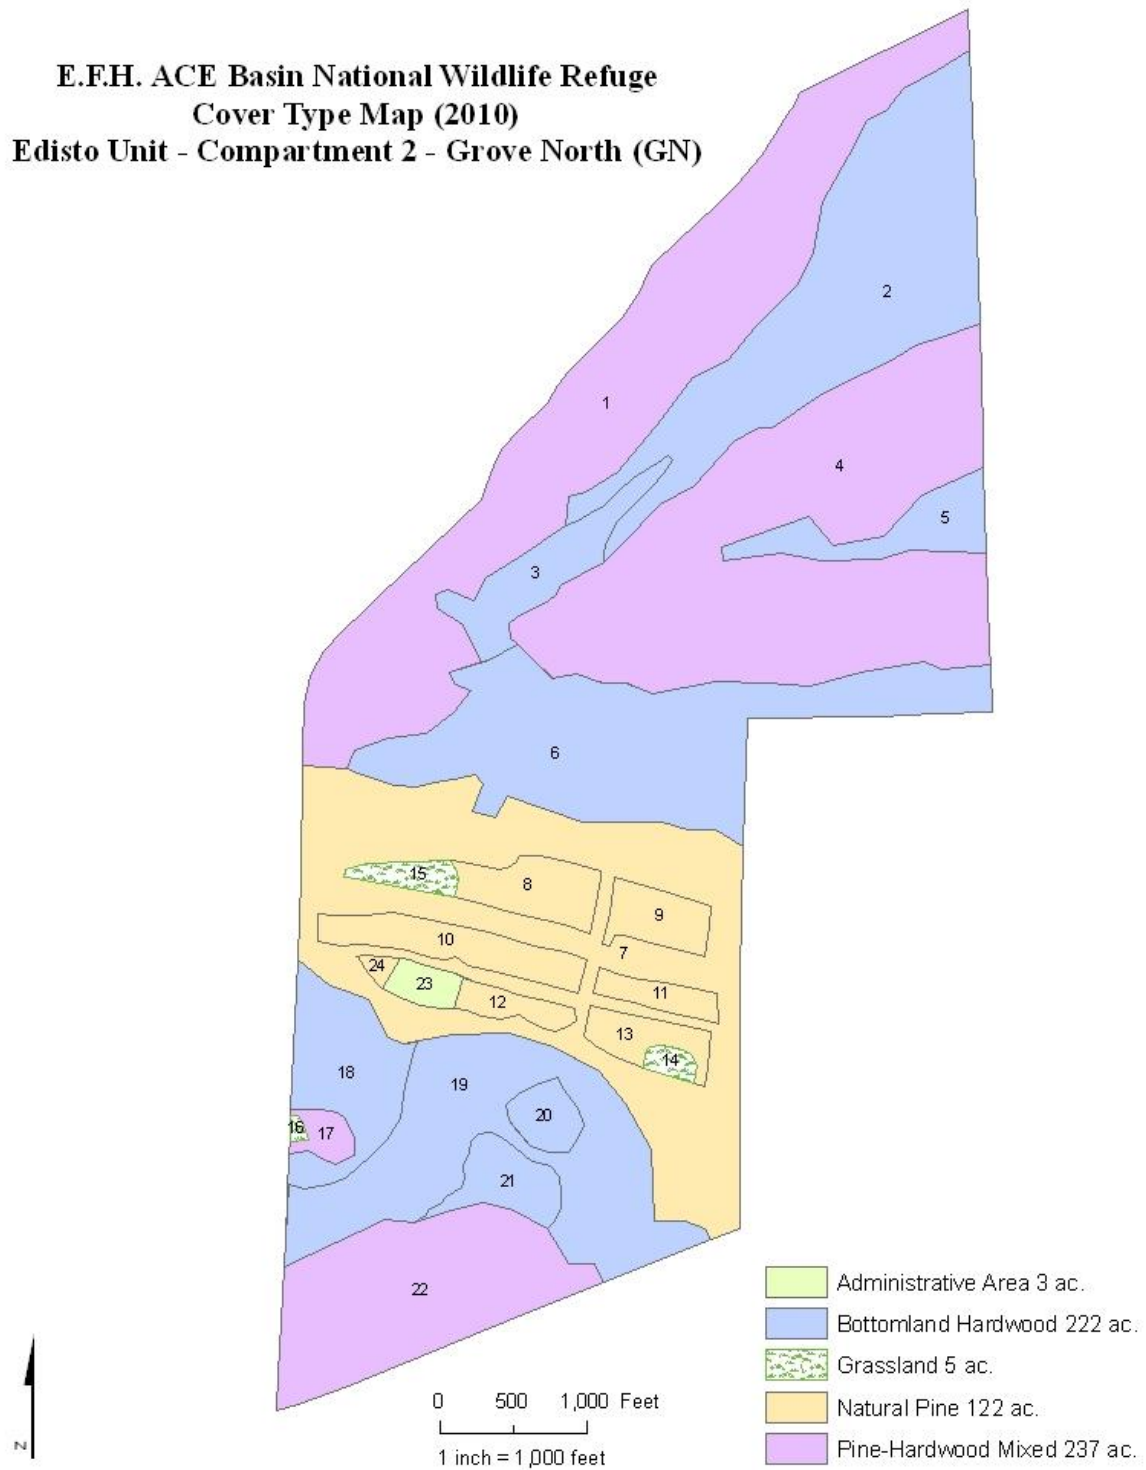 E.F.H. ACE Basin National Wildlife Refuge
Cover Type Map (2010)
Edisto Unit - Compartment 2 - Grove North (GN)
2
1
4
5
3
6
15
8
9
10
7
24
23
12
11
13
14
18
19
20
16
17
21
22
Administrative Area 3 ac.
Bottomland Hardwood 222 ac.
Grassland 5 ac.
Natural Pine 122 ac.
Pine-Hardwood Mixed 237 ac.
0 500 1,000 Feet
1 inch = 1,000 feet
N